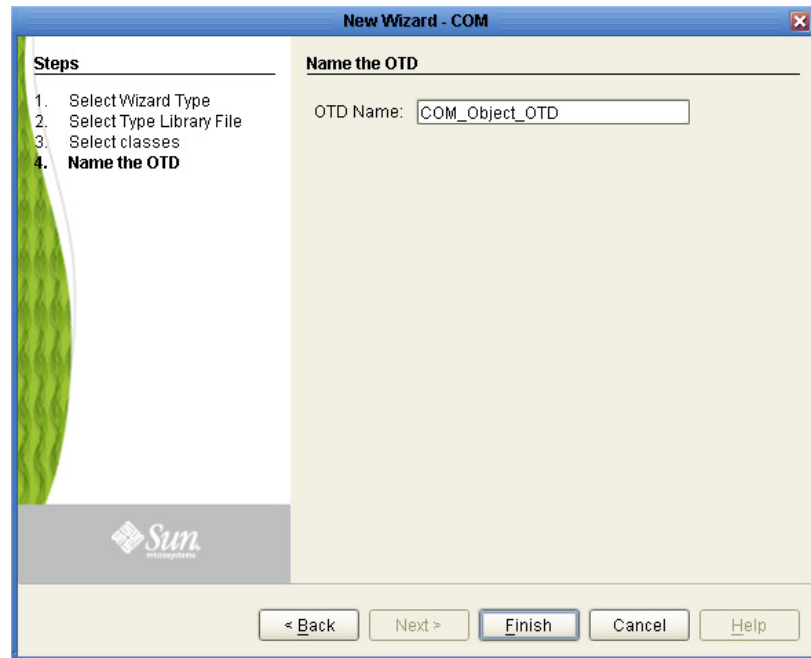 New Wizard - COM
Steps
1. Select Wizard Type
2. Select Type Library File
3. Select classes
4. Name the OTD
Name the OTD
OTD Name: COM_Object_OTD
Sun
microsystems
< Back Next > Finish Cancel Help